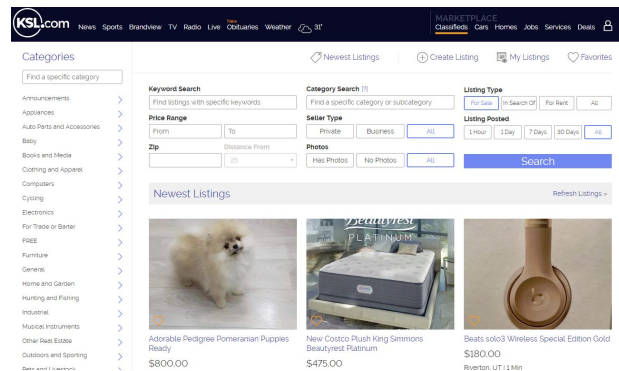 KSL.com News Sports Brandview TV Radio Live New Obituaries Weather 31° MARKETPLACE Classifieds Cars Homes Jobs Services Deals
Categories
Find a specific category
Announcements
Appliances
Auto Parts and Accessories
Baby
Books and Media
Clothing and Apparel
Computers
Cycling
Electronics
For Trade or Barter
FREE
Furniture
General
Home and Garden
Hunting and Fishing
Industrial
Musical Instruments
Other Real Estate
Outdoors and Sporting
Pets and Livestock
Newest Listings Create Listing My Listings Favorites
Keyword Search
Find listings with specific keywords
Price Range
From To
Zip Distance From
25
Category Search [?]
Find a specific category or subcategory
Seller Type
Private Business All
Photos
Has Photos No Photos All
Listing Type
For Sale In Search Of For Rent All
Listing Posted
1 Hour 1 Day 7 Days 30 Days All
Search
Newest Listings Refresh Listings »
Beautyrest
PLATINUM
Adorable Pedigree Pomeranian Puppies
Ready
$800.00
New Costco Plush King Simmons
Beautyrest Platinum
$475.00
Beats solo3 Wireless Special Edition Gold
$180.00
Riverton, UT | 1 Min